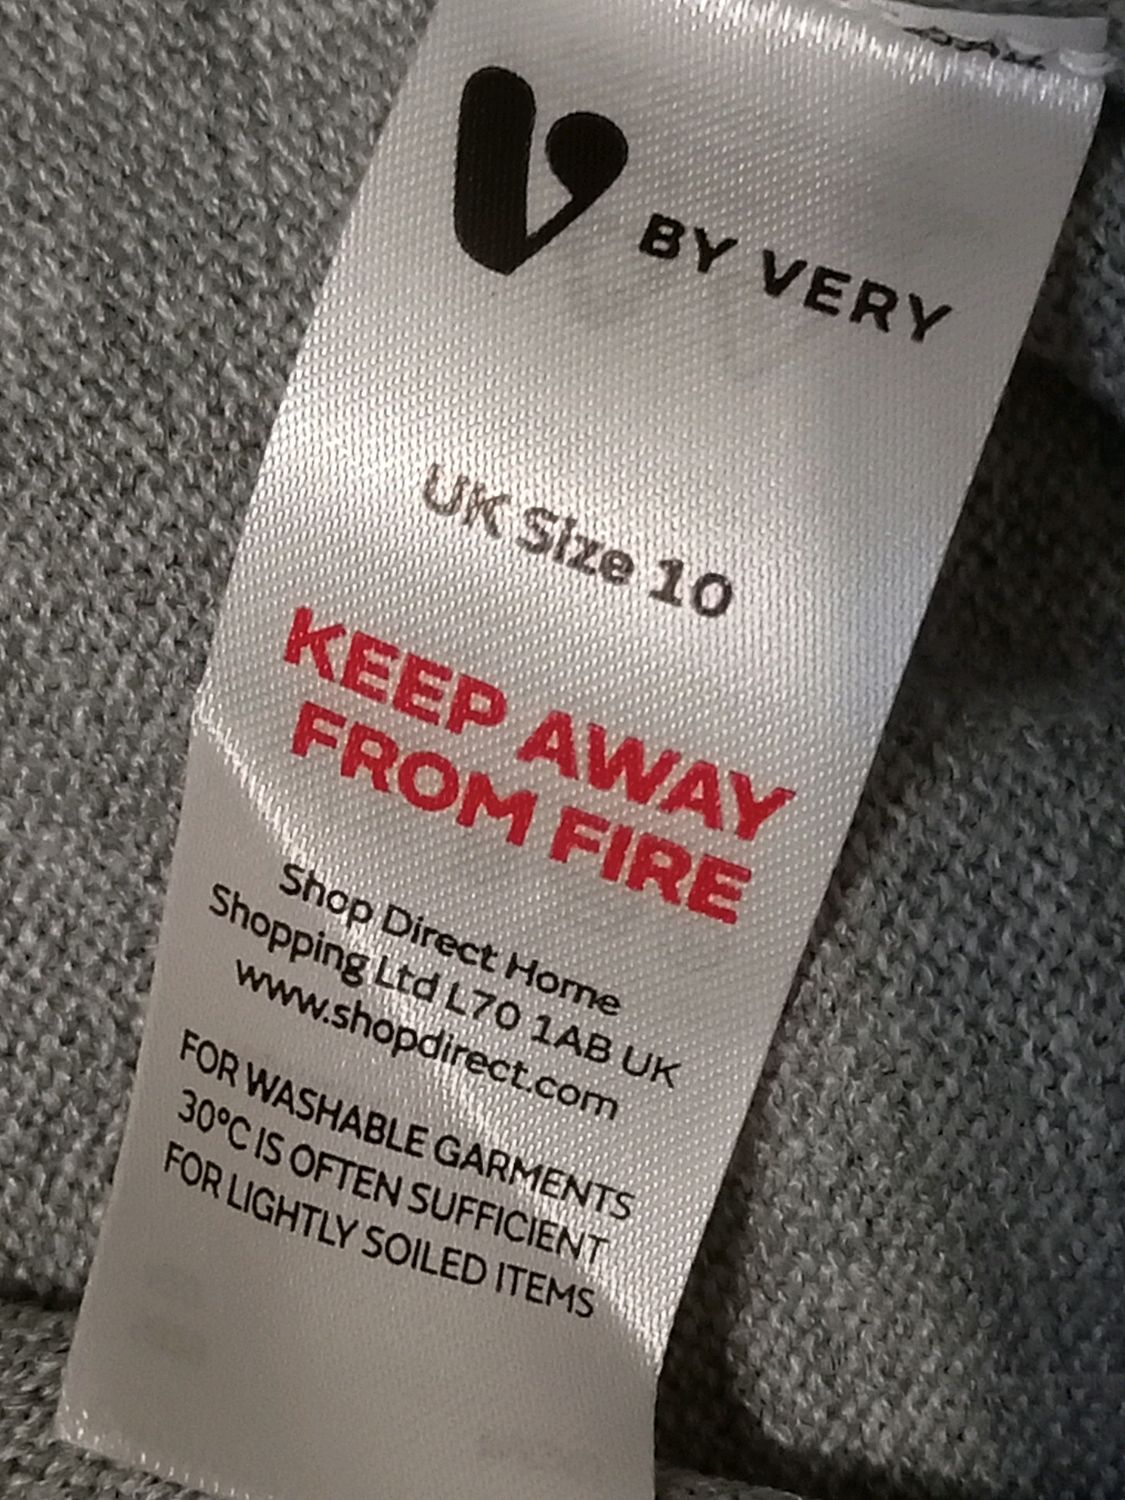 V BY VERY
UK Size 10
KEEP AWAY
FROM FIRE
Shop Direct Home
Shopping Ltd L70 1AB UK
www.shopdirect.com
FOR WASHABLE GARMENTS
30°C IS OFTEN SUFFICIENT
FOR LIGHTLY SOILED ITEMS